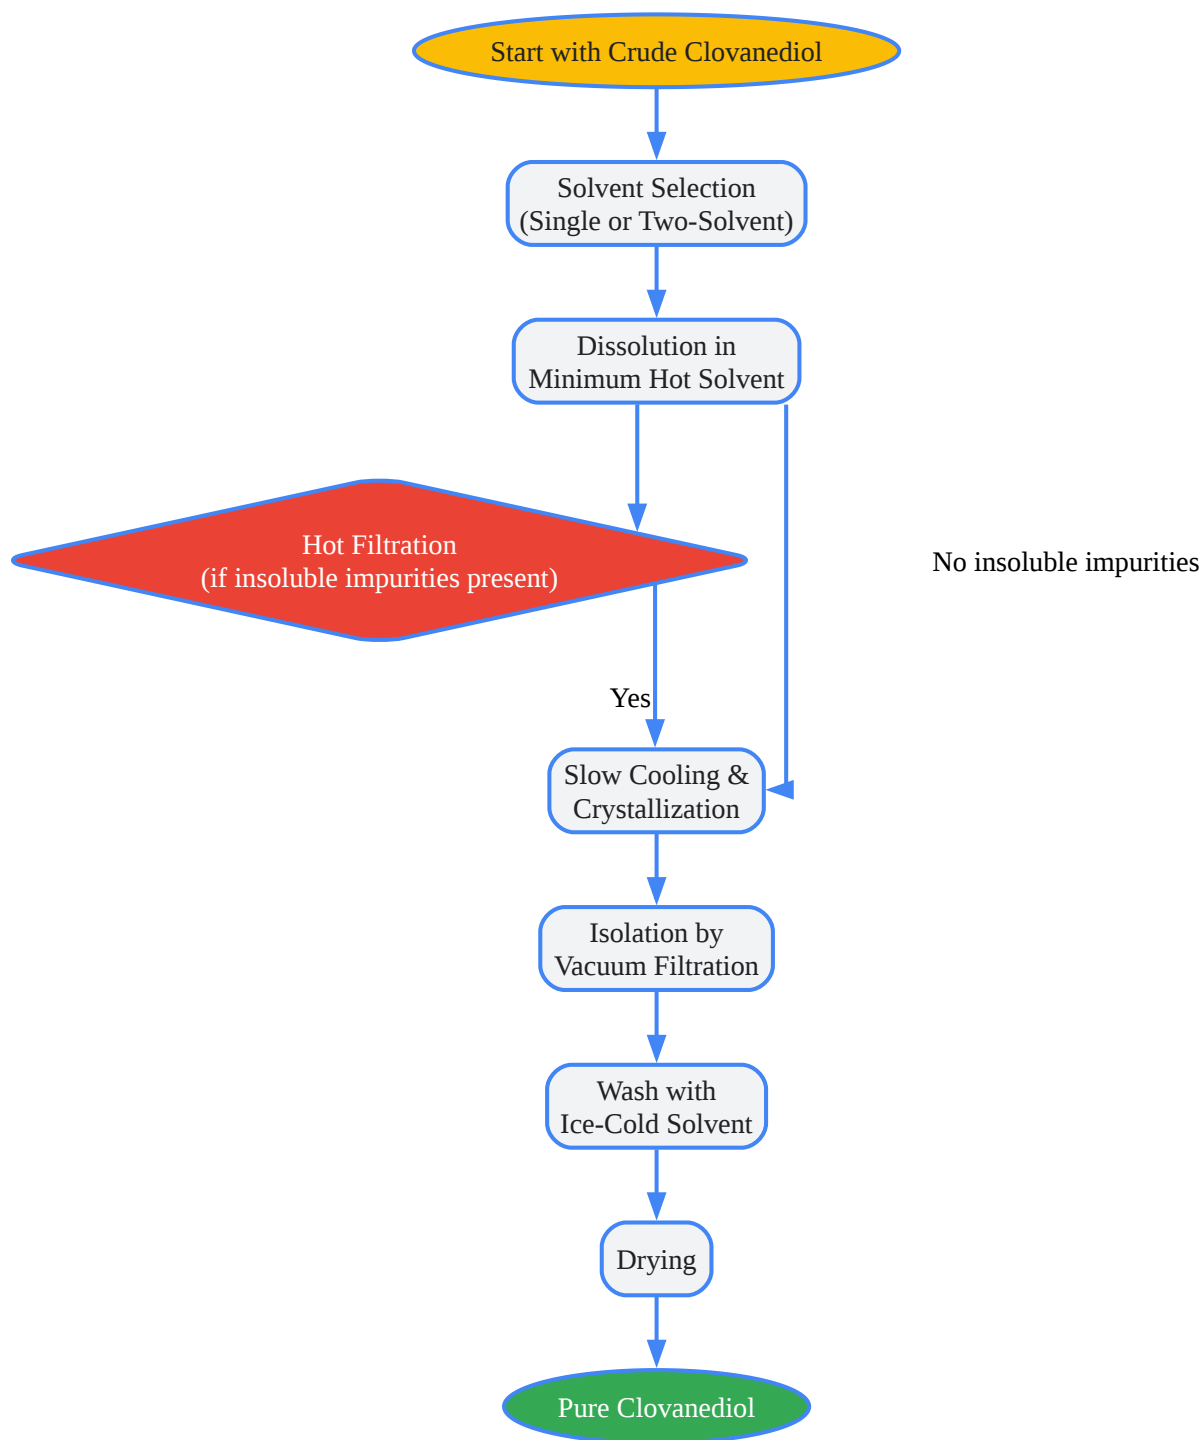 Start with Crude Clovanediol
Solvent Selection
(Single or Two-Solvent)
Dissolution in
Minimum Hot Solvent
Hot Filtration
(if insoluble impurities present)
No insoluble impurities
Yes
Slow Cooling &
Crystallization
Isolation by
Vacuum Filtration
Wash with
Ice-Cold Solvent
Drying
Pure Clovanediol